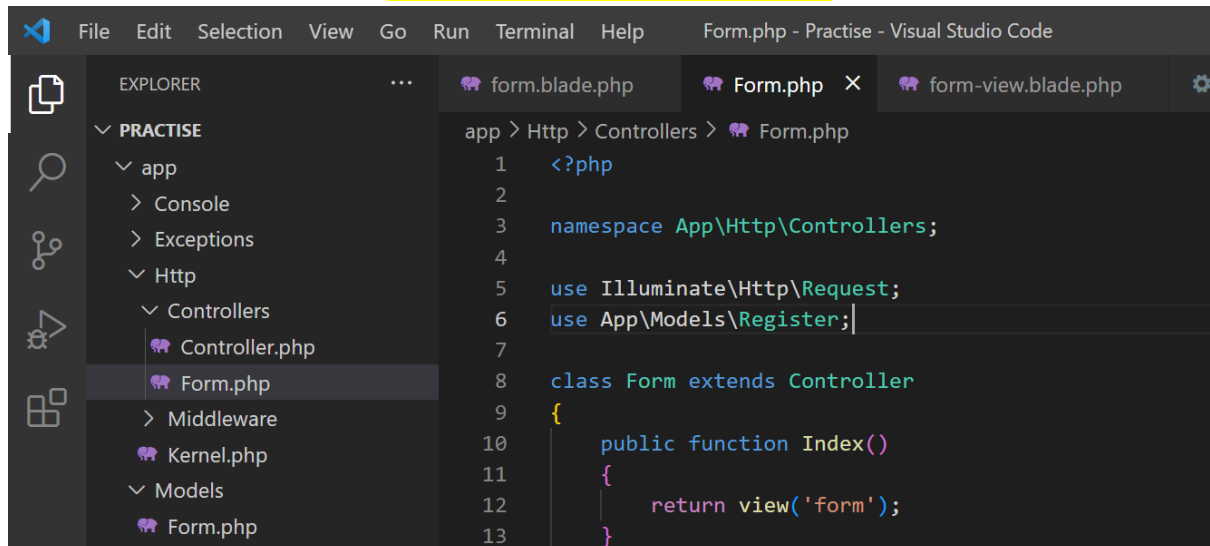 File Edit Selection View Go Run Terminal Help Form.php - Practise - Visual Studio Code
EXPLORER ...
PRACTISE
app
Console
Exceptions
Http
Controllers
Controller.php
Form.php
Middleware
Kernel.php
Models
Form.php
form.blade.php Form.php × form-view.blade.php
app > Http > Controllers > Form.php
1 <?php
2
3 namespace App\Http\Controllers;
4
5 use Illuminate\Http\Request;
6 use App\Models\Register;
7
8 class Form extends Controller
9 {
10 public function Index()
11 {
12 return view('form');
13 }